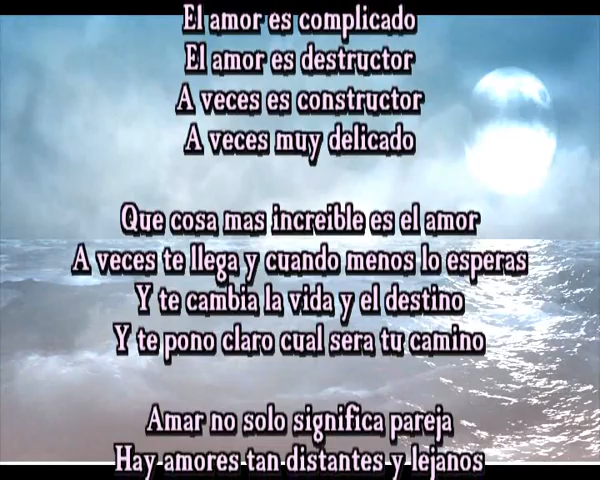 El amor es complicado
El amor es destructor
A veces es constructor
A veces muy delicado
Que cosa mas increible es el amor
A veces te llega y cuando menos lo esperas
Y te cambia la vida y el destino
Y te pono claro cual sera tu camino
Amar no solo significa pareja
Hay amores tan distantes y lejanos